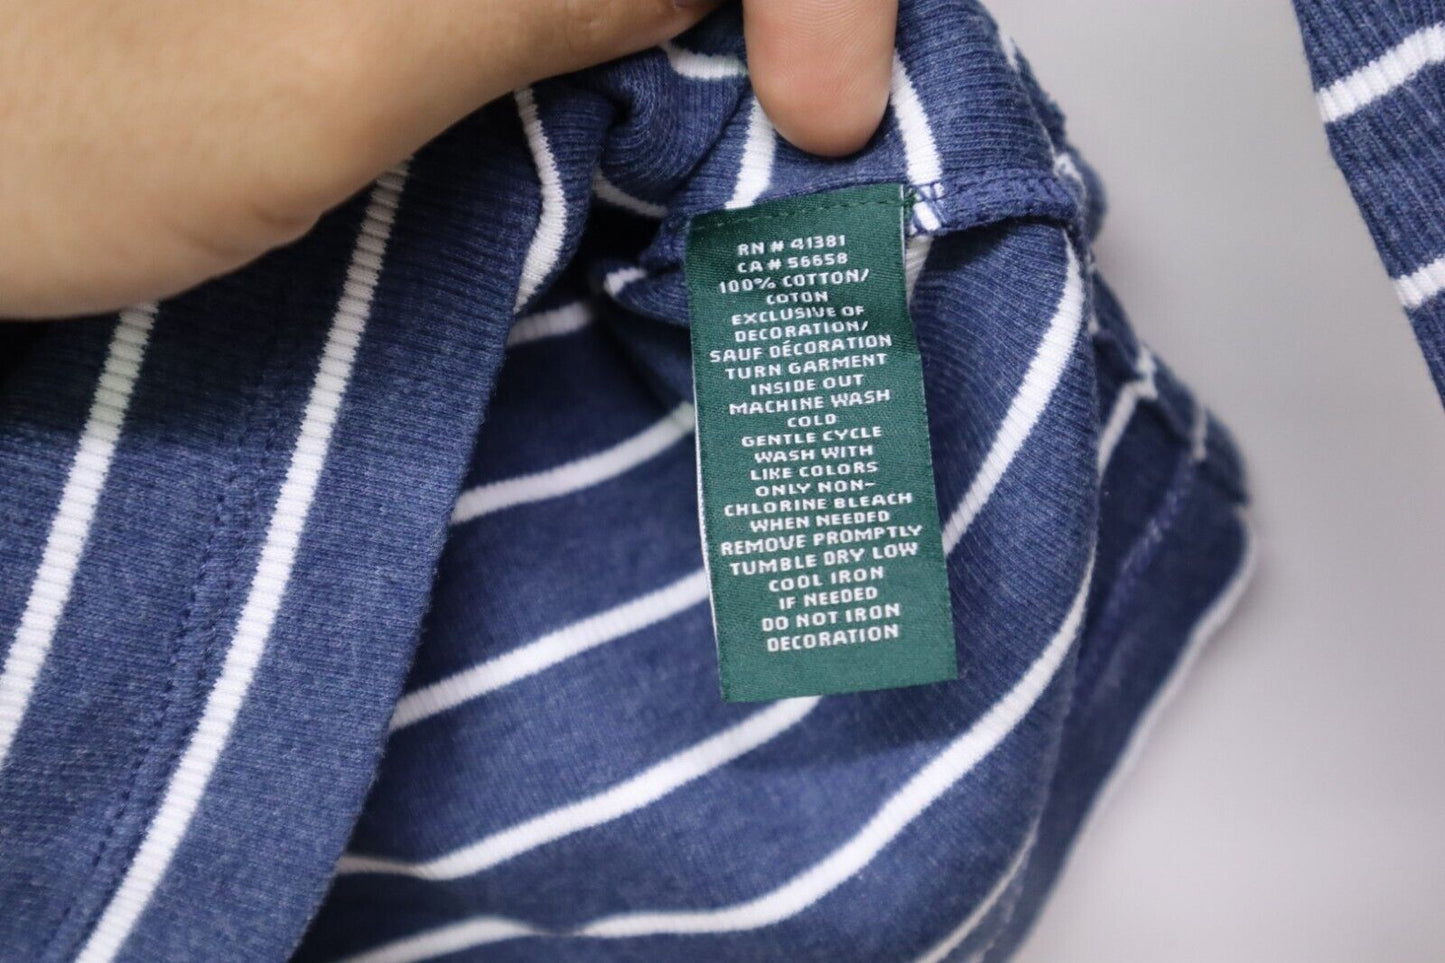 RN # 41381
CA # 56658
100% COTTON/
COTON
EXCLUSIVE OF
DECORATION/
SAUF DÉCORATION
TURN GARMENT
INSIDE OUT
MACHINE WASH
COLD
GENTLE CYCLE
WASH WITH
LIKE COLORS
ONLY NON-
CHLORINE BLEACH
WHEN NEEDED
REMOVE PROMPTLY
TUMBLE DRY LOW
COOL IRON
IF NEEDED
DO NOT IRON
DECORATION